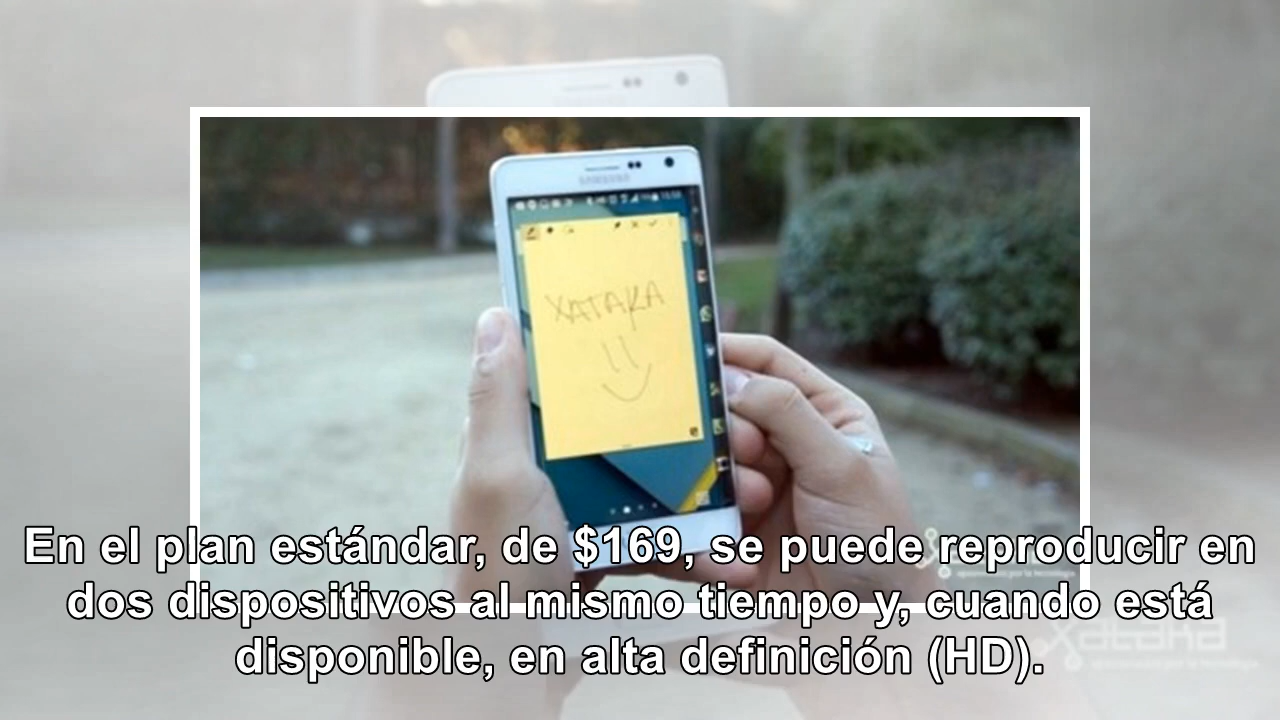 SAMSUNG
XATAKA
En el plan estándar, de $169, se puede reproducir en
dos dispositivos al mismo tiempo y, cuando está
disponible, en alta definición (HD).
xataka